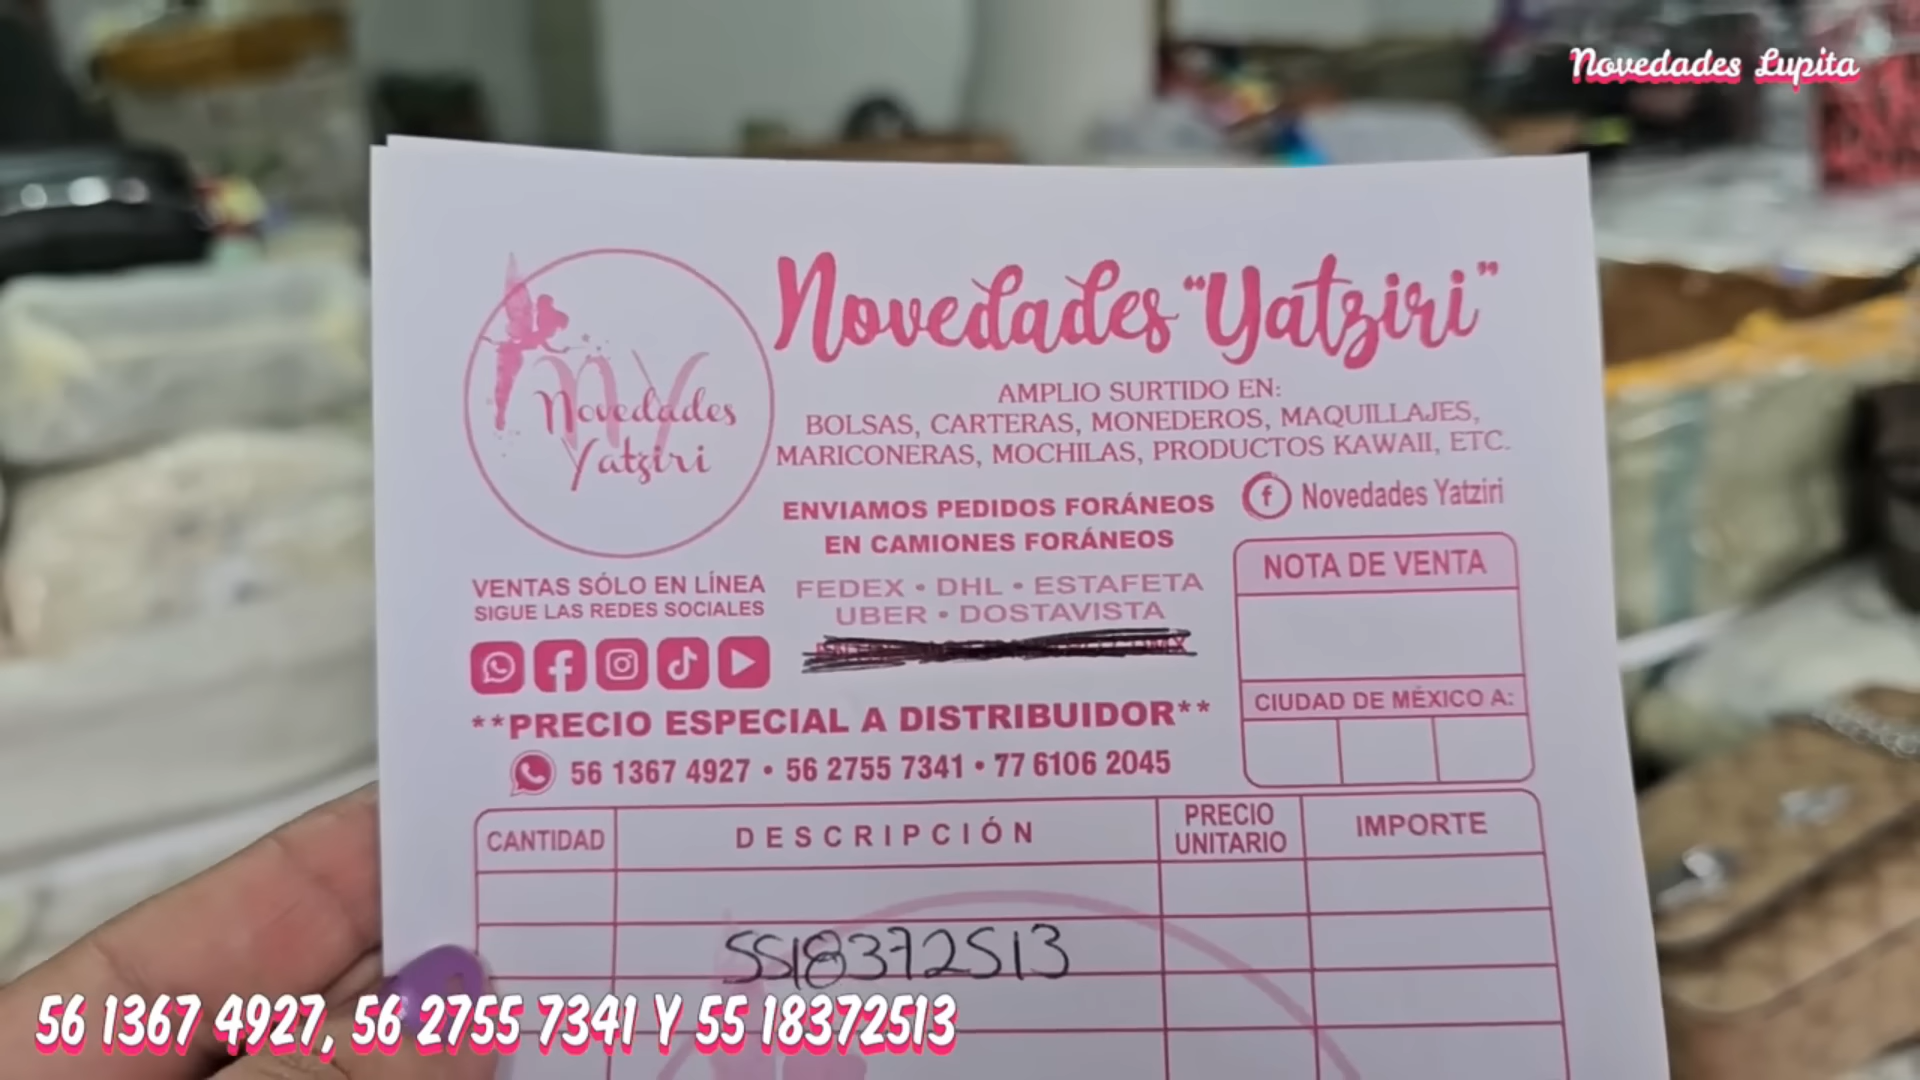 Novedades Lupita
Novedades "Yatziri"
NY
Novedades
Yatziri
AMPLIO SURTIDO EN:
BOLSAS, CARTERAS, MONEDEROS, MAQUILLAJES,
MARICONERAS, MOCHILAS, PRODUCTOS KAWAII, ETC.
ENVIAMOS PEDIDOS FORÁNEOS
EN CAMIONES FORÁNEOS
f Novedades Yatziri
FEDEX • DHL • ESTAFETA
UBER • DOSTAVISTA
VENTAS SÓLO EN LÍNEA
SIGUE LAS REDES SOCIALES
NOTA DE VENTA
CIUDAD DE MÉXICO A:
**PRECIO ESPECIAL A DISTRIBUIDOR**
56 1367 4927 • 56 2755 7341 • 77 6106 2045
CANTIDAD
DESCRIPCIÓN
PRECIO
UNITARIO
IMPORTE
5518372513
56 1367 4927, 56 2755 7341 Y 55 18372513